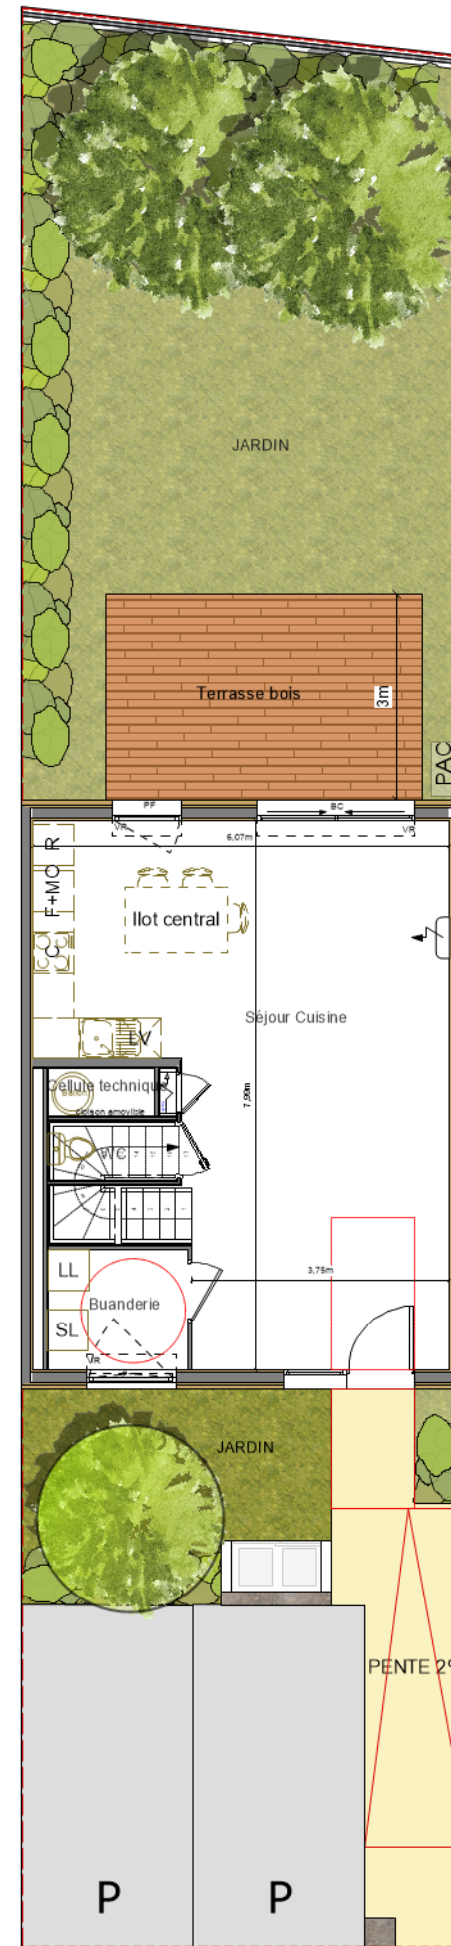 JARDIN
Terrasse bois
3m
PAC
PF
BC
VR
VR
6,07m
R
F+MO
C
Ilot central
Séjour Cuisine
LV
7,99m
Cellule technique
cloison amovible
WC
3,75m
LL
Buanderie
SL
VR
JARDIN
PENTE 2%
P
P